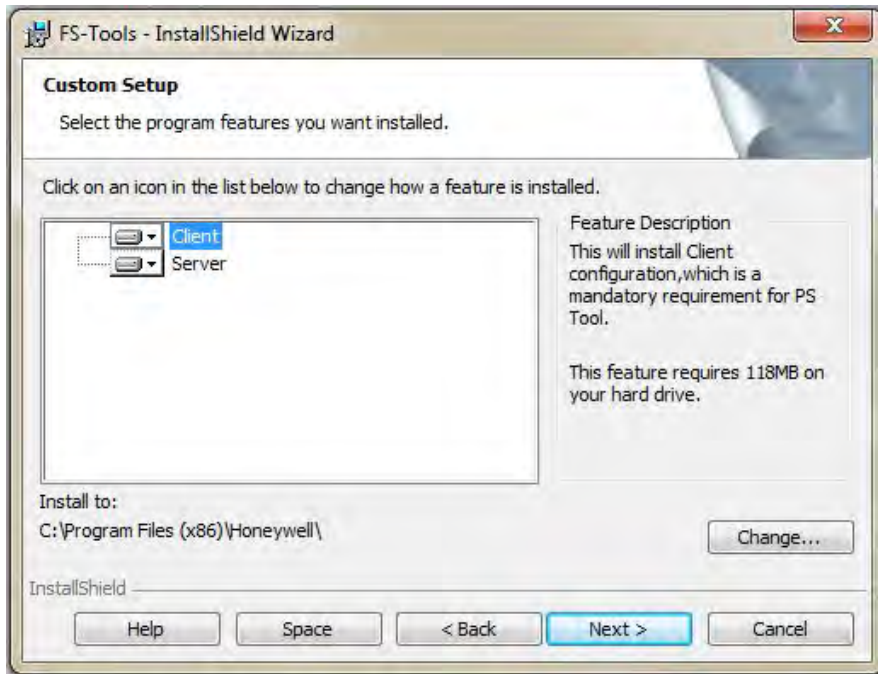 FS-Tools - InstallShield Wizard
Custom Setup
Select the program features you want installed.
Click on an icon in the list below to change how a feature is installed.
Client
Server
Feature Description
This will install Client
configuration,which is a
mandatory requirement for PS
Tool.
This feature requires 118MB on
your hard drive.
Install to:
C:\Program Files (x86)\Honeywell\
Change...
InstallShield
Help
Space
< Back
Next >
Cancel